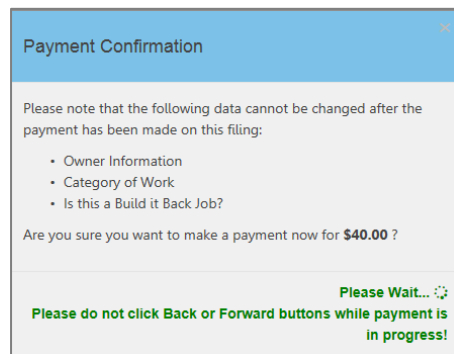 Payment Confirmation
Please note that the following data cannot be changed after the
payment has been made on this filing:
• Owner Information
• Category of Work
• Is this a Build it Back Job?
Are you sure you want to make a payment now for $40.00 ?
Please Wait...
Please do not click Back or Forward buttons while payment is
in progress!